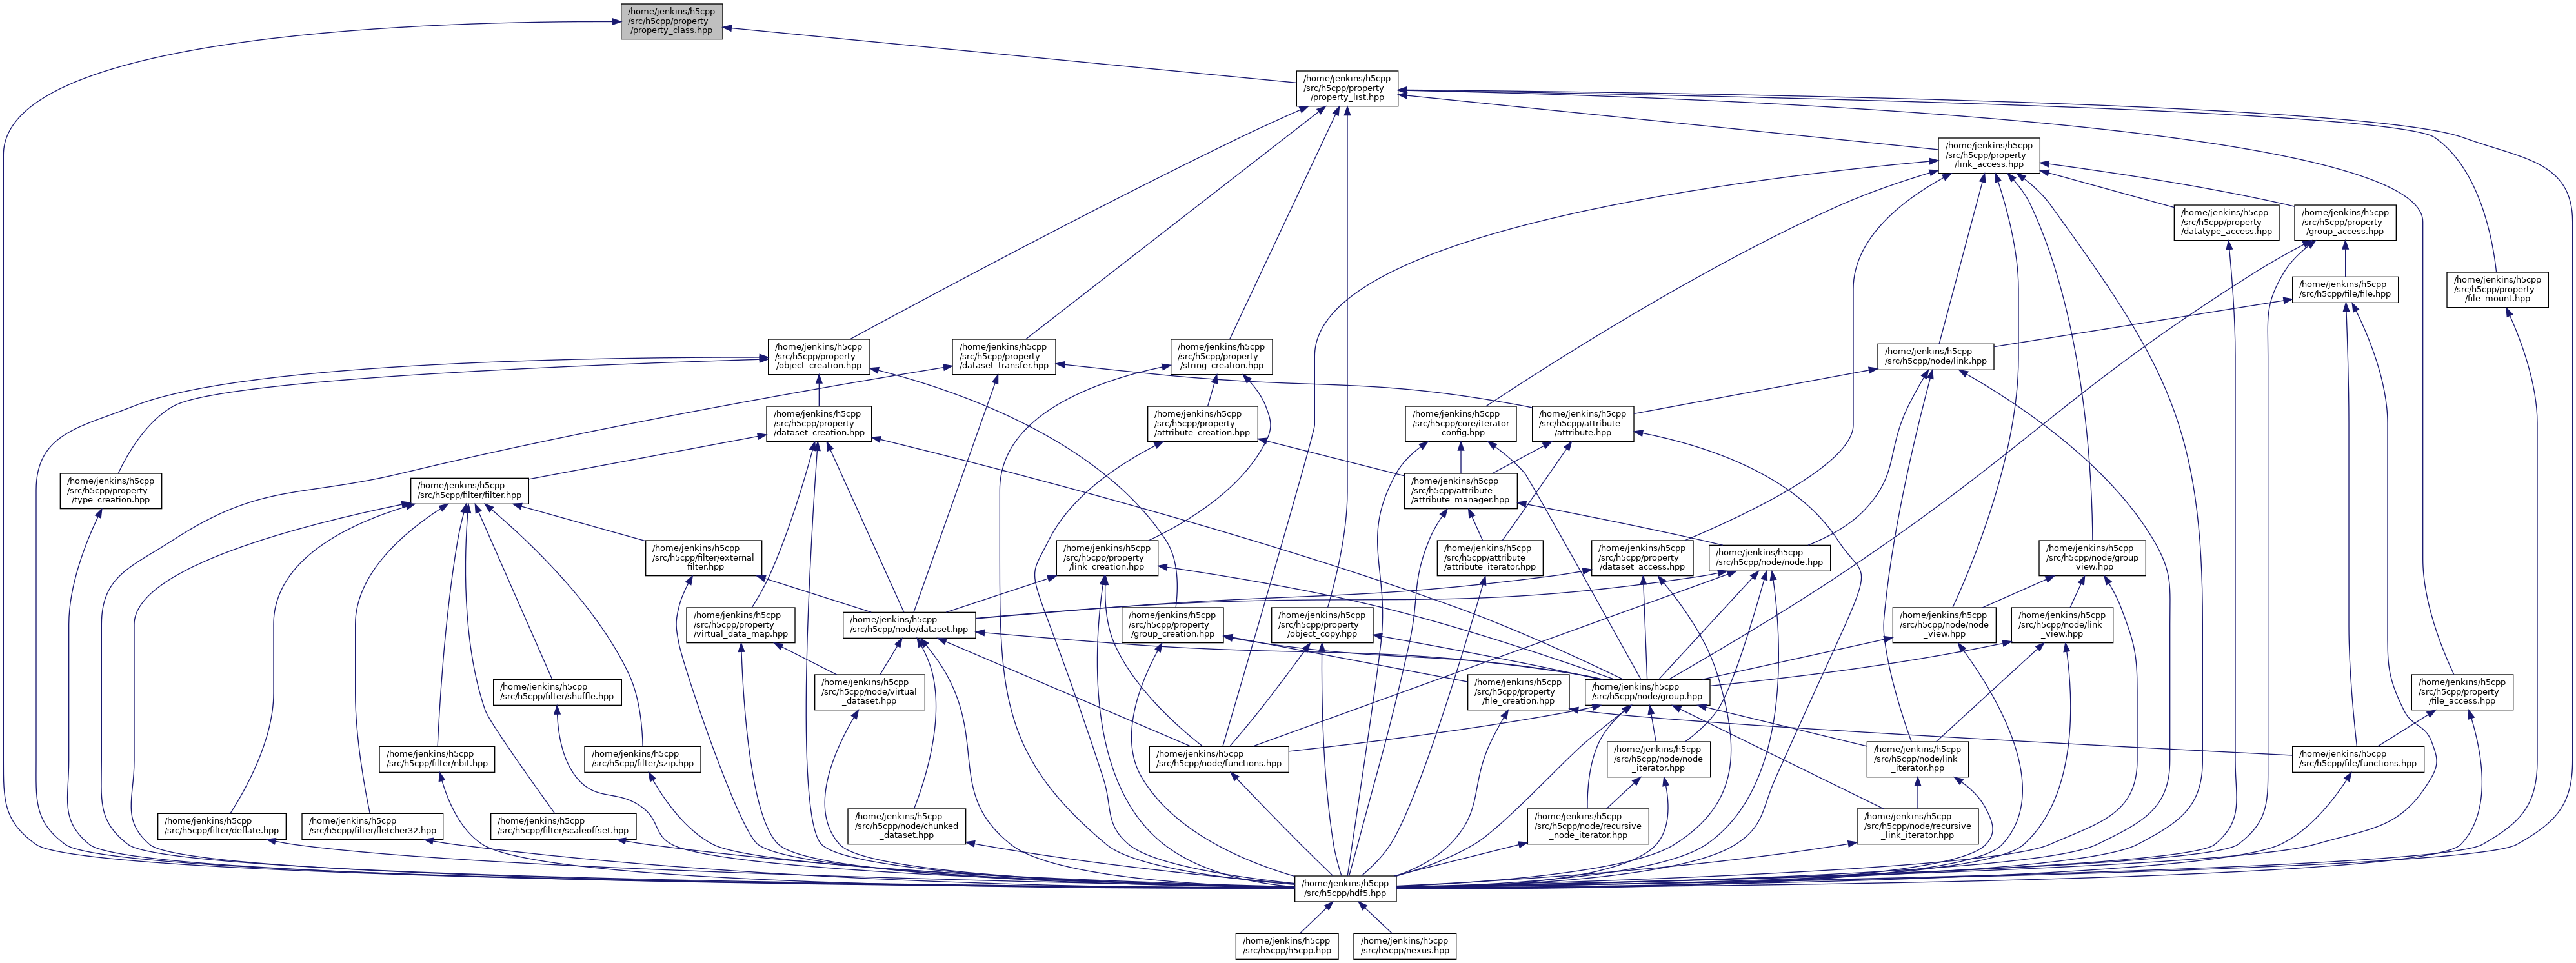 /home/jenkins/h5cpp
/src/h5cpp/property
/property_class.hpp
/home/jenkins/h5cpp
/src/h5cpp/property
/property_list.hpp
/home/jenkins/h5cpp
/src/h5cpp/property
/link_access.hpp
/home/jenkins/h5cpp
/src/h5cpp/property
/datatype_access.hpp
/home/jenkins/h5cpp
/src/h5cpp/property
/group_access.hpp
/home/jenkins/h5cpp
/src/h5cpp/file/file.hpp
/home/jenkins/h5cpp
/src/h5cpp/property
/file_mount.hpp
/home/jenkins/h5cpp
/src/h5cpp/property
/object_creation.hpp
/home/jenkins/h5cpp
/src/h5cpp/property
/dataset_transfer.hpp
/home/jenkins/h5cpp
/src/h5cpp/property
/string_creation.hpp
/home/jenkins/h5cpp
/src/h5cpp/node/link.hpp
/home/jenkins/h5cpp
/src/h5cpp/property
/dataset_creation.hpp
/home/jenkins/h5cpp
/src/h5cpp/property
/attribute_creation.hpp
/home/jenkins/h5cpp
/src/h5cpp/core/iterator
_config.hpp
/home/jenkins/h5cpp
/src/h5cpp/attribute
/attribute.hpp
/home/jenkins/h5cpp
/src/h5cpp/property
/type_creation.hpp
/home/jenkins/h5cpp
/src/h5cpp/filter/filter.hpp
/home/jenkins/h5cpp
/src/h5cpp/attribute
/attribute_manager.hpp
/home/jenkins/h5cpp
/src/h5cpp/filter/external
_filter.hpp
/home/jenkins/h5cpp
/src/h5cpp/property
/link_creation.hpp
/home/jenkins/h5cpp
/src/h5cpp/attribute
/attribute_iterator.hpp
/home/jenkins/h5cpp
/src/h5cpp/property
/dataset_access.hpp
/home/jenkins/h5cpp
/src/h5cpp/node/node.hpp
/home/jenkins/h5cpp
/src/h5cpp/node/group
_view.hpp
/home/jenkins/h5cpp
/src/h5cpp/property
/virtual_data_map.hpp
/home/jenkins/h5cpp
/src/h5cpp/node/dataset.hpp
/home/jenkins/h5cpp
/src/h5cpp/property
/group_creation.hpp
/home/jenkins/h5cpp
/src/h5cpp/property
/object_copy.hpp
/home/jenkins/h5cpp
/src/h5cpp/node/node
_view.hpp
/home/jenkins/h5cpp
/src/h5cpp/node/link
_view.hpp
/home/jenkins/h5cpp
/src/h5cpp/filter/shuffle.hpp
/home/jenkins/h5cpp
/src/h5cpp/node/virtual
_dataset.hpp
/home/jenkins/h5cpp
/src/h5cpp/property
/file_creation.hpp
/home/jenkins/h5cpp
/src/h5cpp/node/group.hpp
/home/jenkins/h5cpp
/src/h5cpp/property
/file_access.hpp
/home/jenkins/h5cpp
/src/h5cpp/filter/nbit.hpp
/home/jenkins/h5cpp
/src/h5cpp/filter/szip.hpp
/home/jenkins/h5cpp
/src/h5cpp/node/functions.hpp
/home/jenkins/h5cpp
/src/h5cpp/node/node
_iterator.hpp
/home/jenkins/h5cpp
/src/h5cpp/node/link
_iterator.hpp
/home/jenkins/h5cpp
/src/h5cpp/file/functions.hpp
/home/jenkins/h5cpp
/src/h5cpp/filter/deflate.hpp
/home/jenkins/h5cpp
/src/h5cpp/filter/fletcher32.hpp
/home/jenkins/h5cpp
/src/h5cpp/filter/scaleoffset.hpp
/home/jenkins/h5cpp
/src/h5cpp/node/chunked
_dataset.hpp
/home/jenkins/h5cpp
/src/h5cpp/node/recursive
_node_iterator.hpp
/home/jenkins/h5cpp
/src/h5cpp/node/recursive
_link_iterator.hpp
/home/jenkins/h5cpp
/src/h5cpp/hdf5.hpp
/home/jenkins/h5cpp
/src/h5cpp/h5cpp.hpp
/home/jenkins/h5cpp
/src/h5cpp/nexus.hpp